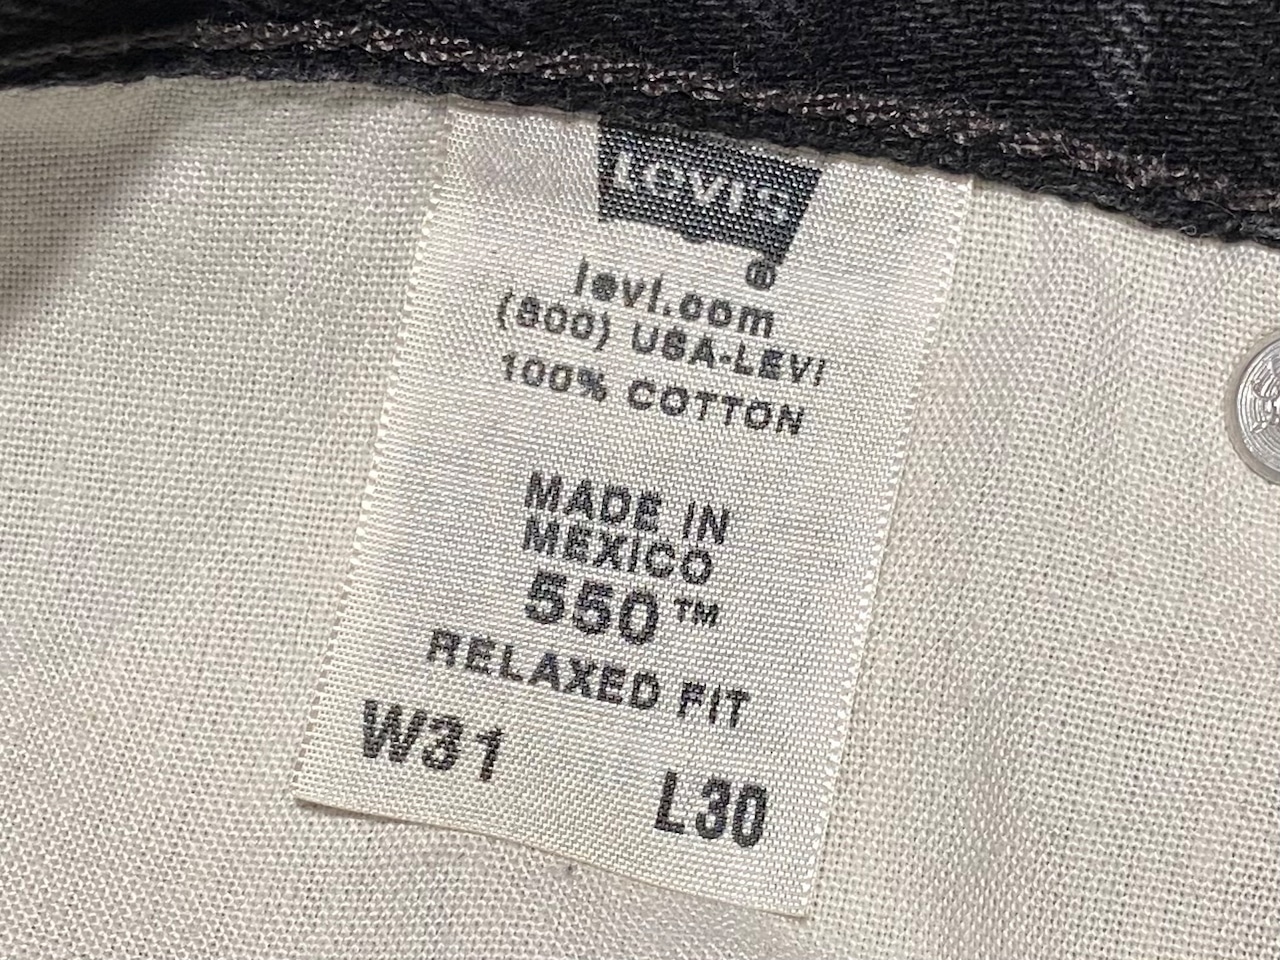 LEVI'S
®
levi.com
(800) USA-LEVI
100% COTTON
MADE IN
MEXICO
550™
RELAXED FIT
W31 L30